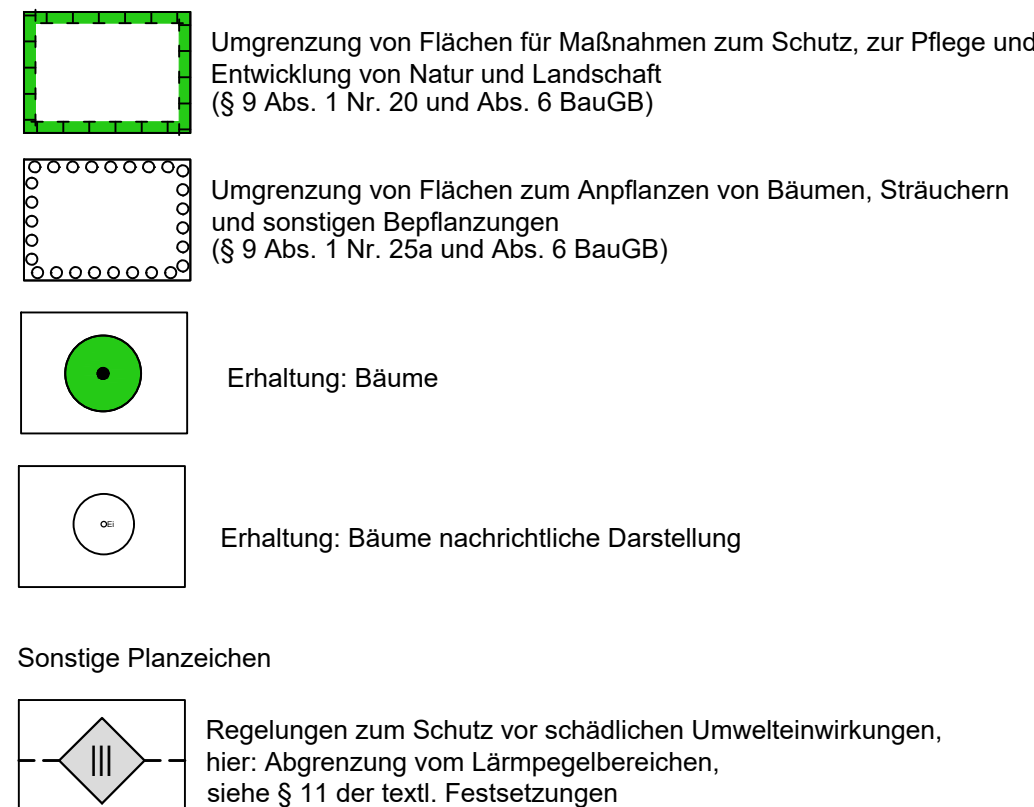 Umgrenzung von Flächen für Maßnahmen zum Schutz, zur Pflege und
Entwicklung von Natur und Landschaft
(§ 9 Abs. 1 Nr. 20 und Abs. 6 BauGB)
Umgrenzung von Flächen zum Anpflanzen von Bäumen, Sträuchern
und sonstigen Bepflanzungen
(§ 9 Abs. 1 Nr. 25a und Abs. 6 BauGB)
Erhaltung: Bäume
Ei
Erhaltung: Bäume nachrichtliche Darstellung
Sonstige Planzeichen
III
Regelungen zum Schutz vor schädlichen Umwelteinwirkungen,
hier: Abgrenzung vom Lärmpegelbereichen,
siehe § 11 der textl. Festsetzungen